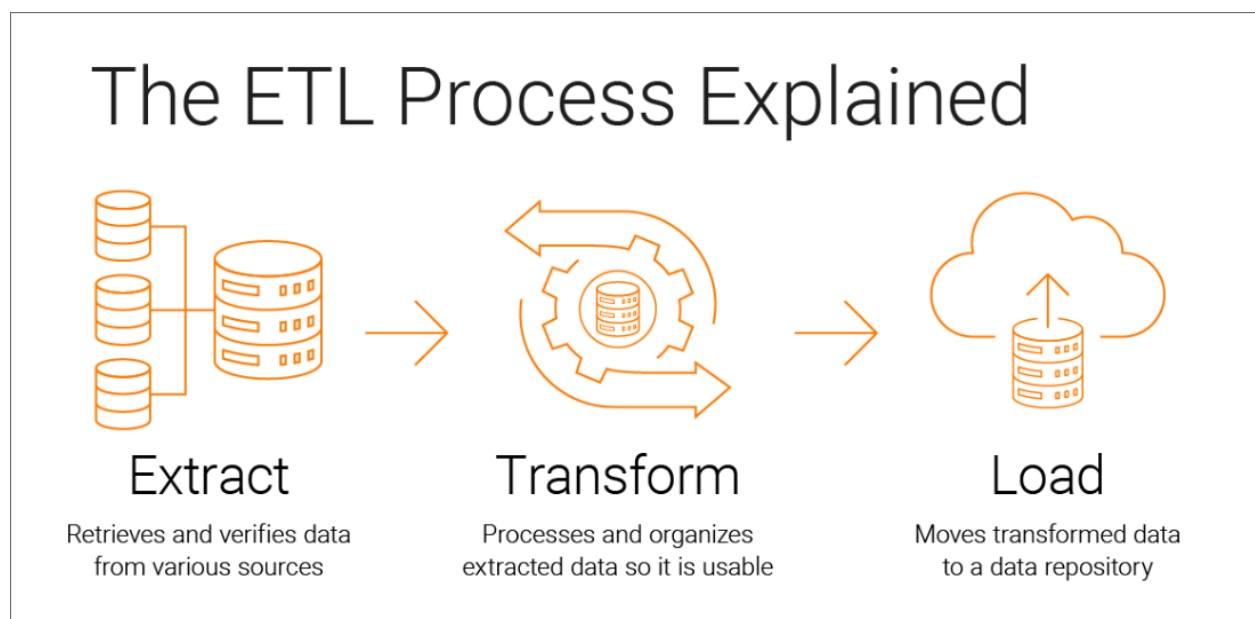 The ETL Process Explained
Extract
Retrieves and verifies data
from various sources
Transform
Processes and organizes
extracted data so it is usable
Load
Moves transformed data
to a data repository